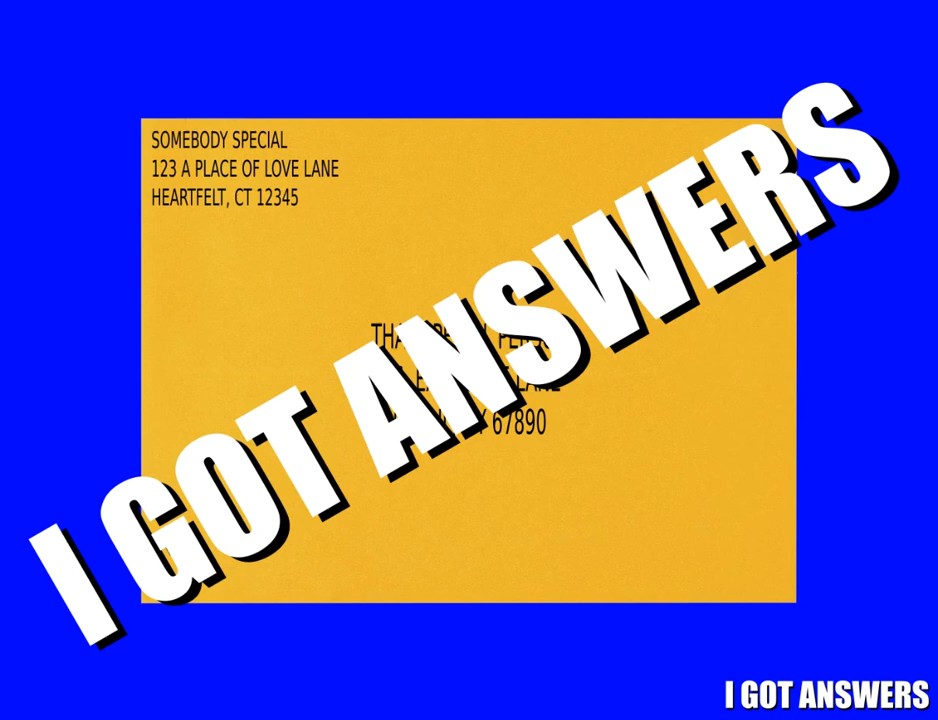 SOMEBODY SPECIAL
123 A PLACE OF LOVE LANE
HEARTFELT, CT 12345
I GOT ANSWERS
67890
I GOT ANSWERS